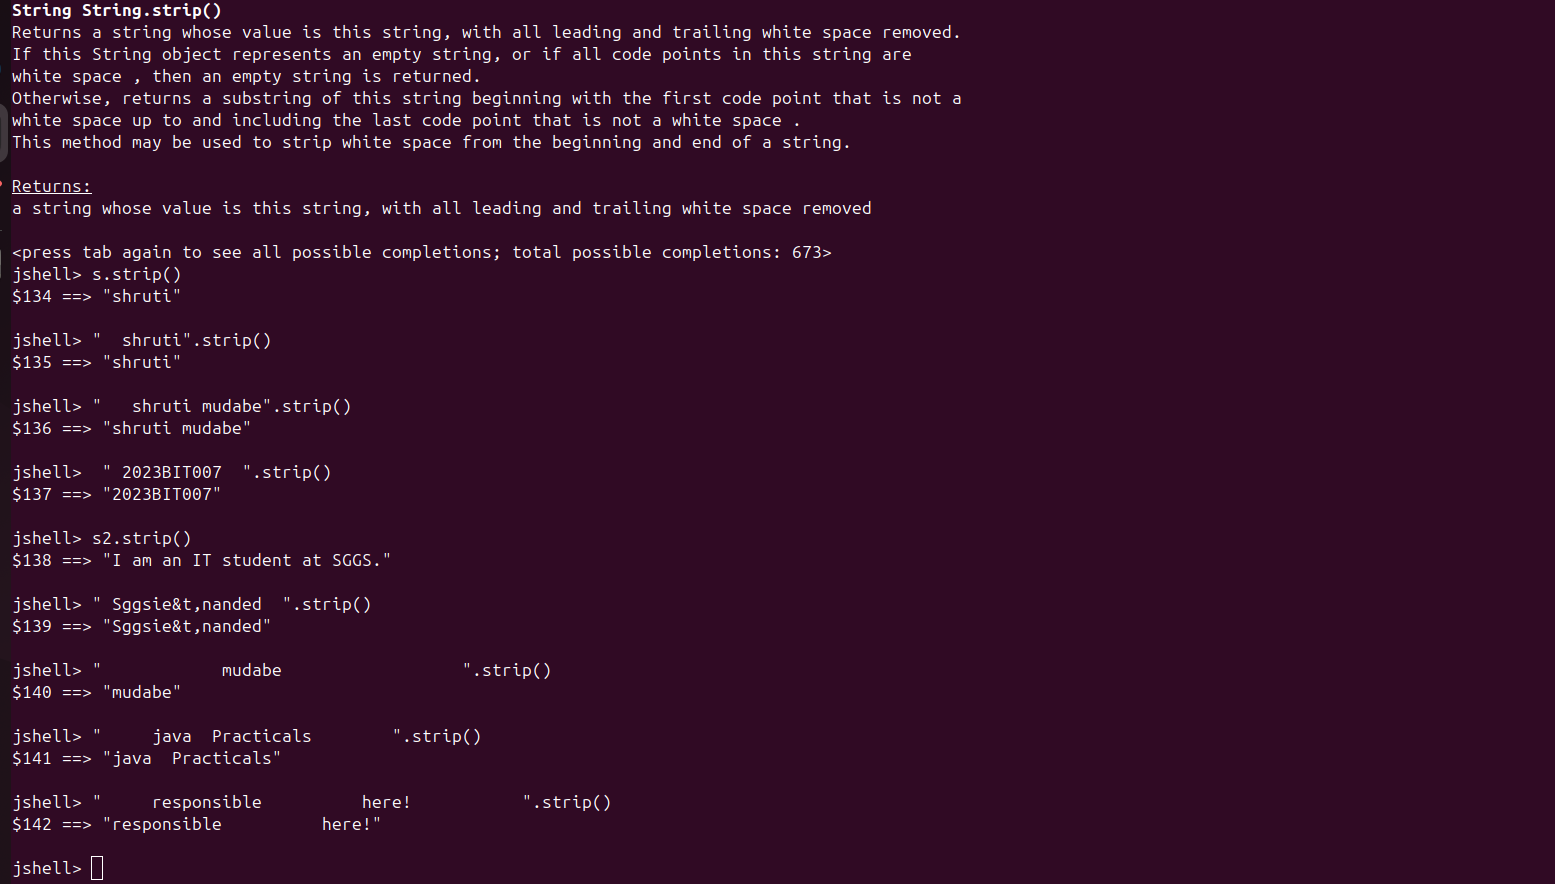 String String.strip()
Returns a string whose value is this string, with all leading and trailing white space removed.
If this String object represents an empty string, or if all code points in this string are
white space , then an empty string is returned.
Otherwise, returns a substring of this string beginning with the first code point that is not a
white space up to and including the last code point that is not a white space .
This method may be used to strip white space from the beginning and end of a string.

Returns:
a string whose value is this string, with all leading and trailing white space removed

<press tab again to see all possible completions; total possible completions: 673>
jshell> s.strip()
$134 ==> "shruti"

jshell> "  shruti".strip()
$135 ==> "shruti"

jshell> "   shruti mudabe".strip()
$136 ==> "shruti mudabe"

jshell>  " 2023BIT007  ".strip()
$137 ==> "2023BIT007"

jshell> s2.strip()
$138 ==> "I am an IT student at SGGS."

jshell> " Sggsie&t,nanded  ".strip()
$139 ==> "Sggsie&t,nanded"

jshell> "            mudabe                  ".strip()
$140 ==> "mudabe"

jshell> "     java  Practicals        ".strip()
$141 ==> "java  Practicals"

jshell> "     responsible          here!           ".strip()
$142 ==> "responsible          here!"

jshell>